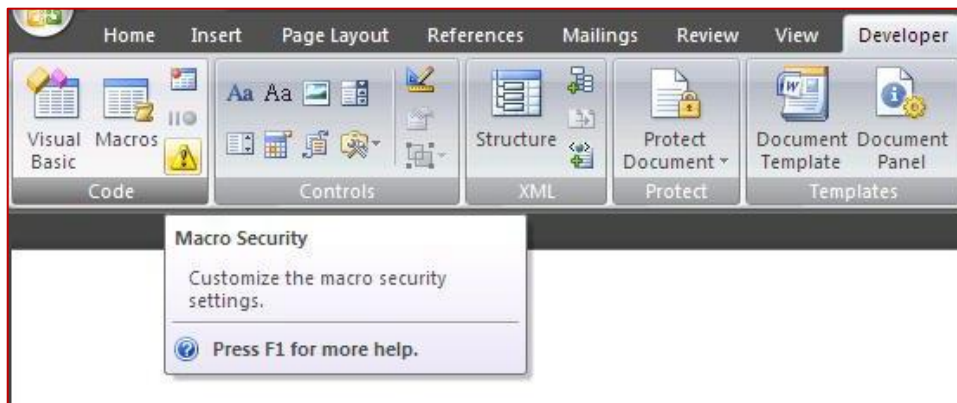 Home Insert Page Layout References Mailings Review View Developer
Aa Aa
Visual Basic
Macros
Structure
Protect Document
Document Template
Document Panel
Code Controls XML Protect Templates
Macro Security
Customize the macro security
settings.
Press F1 for more help.